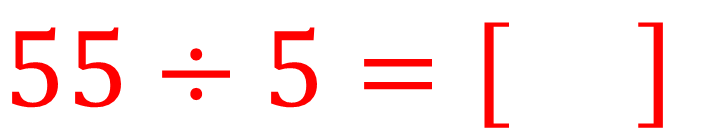 55 ÷ 5 = [   ]